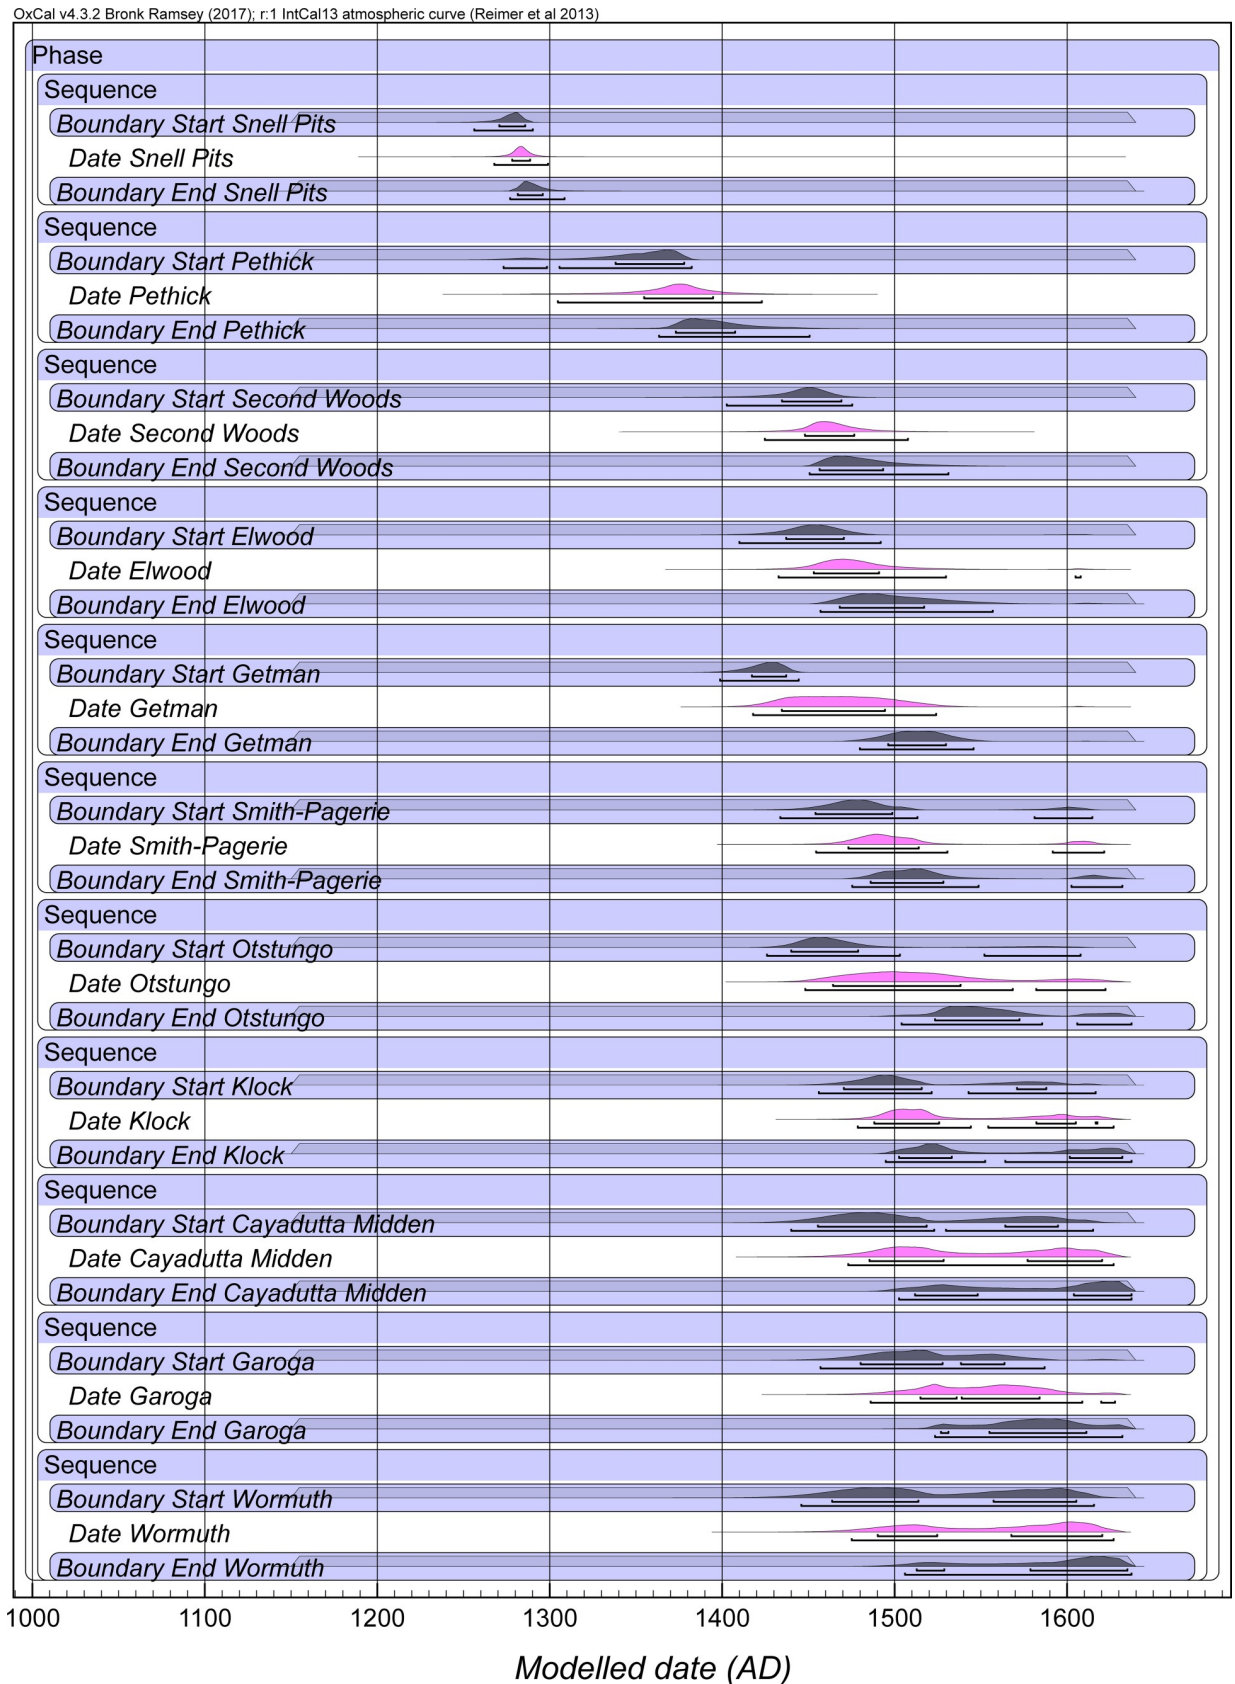 OxCal v4.3.2 Bronk Ramsey (2017); r:1 IntCal13 atmospheric curve (Reimer et al 2013)
Phase
Sequence
Boundary Start Snell Pits
Date Snell Pits
Boundary End Snell Pits
Sequence
Boundary Start Pethick
Date Pethick
Boundary End Pethick
Sequence
Boundary Start Second Woods
Date Second Woods
Boundary End Second Woods
Sequence
Boundary Start Elwood
Date Elwood
Boundary End Elwood
Sequence
Boundary Start Getman
Date Getman
Boundary End Getman
Sequence
Boundary Start Smith-Pagerie
Date Smith-Pagerie
Boundary End Smith-Pagerie
Sequence
Boundary Start Otstungo
Date Otstungo
Boundary End Otstungo
Sequence
Boundary Start Klock
Date Klock
Boundary End Klock
Sequence
Boundary Start Cayadutta Midden
Date Cayadutta Midden
Boundary End Cayadutta Midden
Sequence
Boundary Start Garoga
Date Garoga
Boundary End Garoga
Sequence
Boundary Start Wormuth
Date Wormuth
Boundary End Wormuth
1000 1100 1200 1300 1400 1500 1600
Modelled date (AD)